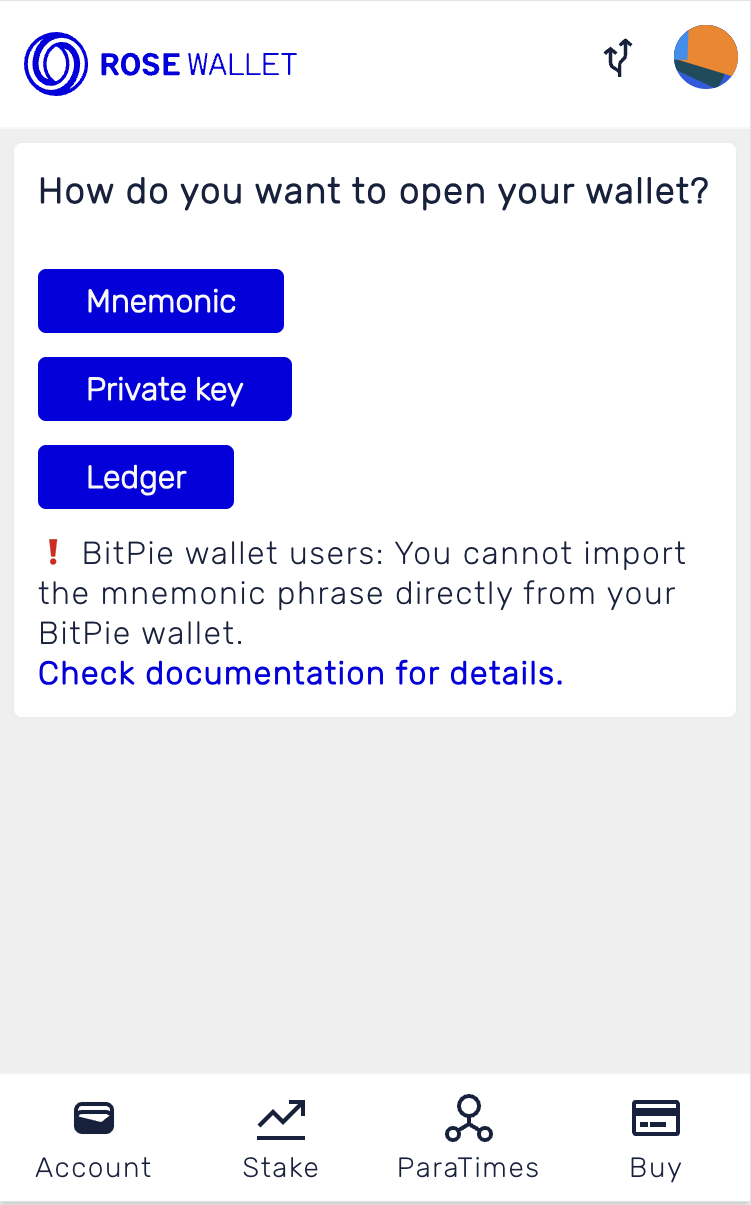 ROSE WALLET
How do you want to open your wallet?
Mnemonic
Private key
Ledger
❗ BitPie wallet users: You cannot import
the mnemonic phrase directly from your
BitPie wallet.
Check documentation for details.
Account
Stake
ParaTimes
Buy